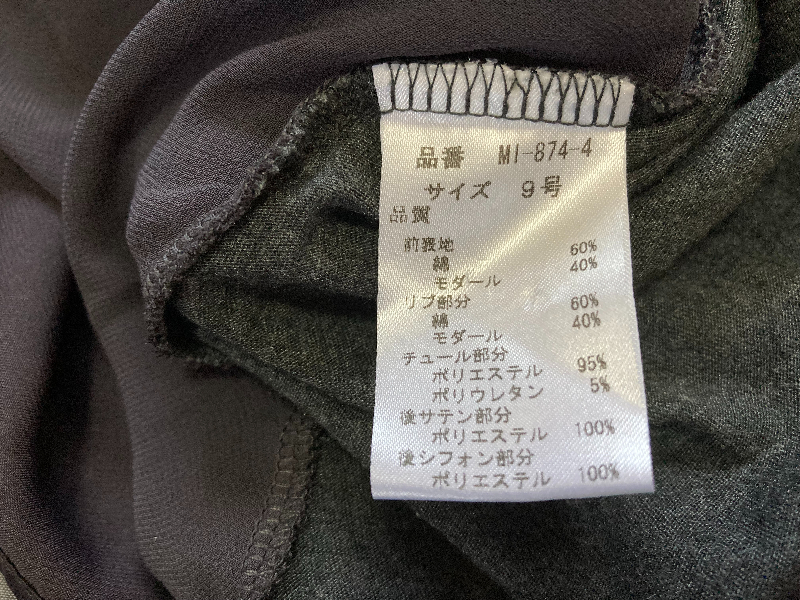 品番 MI-874-4
サイズ 9号
品質
前表地
綿 60%
モダール 40%
リブ部分
綿 60%
モダール 40%
チュール部分
ポリエステル 95%
ポリウレタン 5%
後サテン部分
ポリエステル 100%
後シフォン部分
ポリエステル 100%